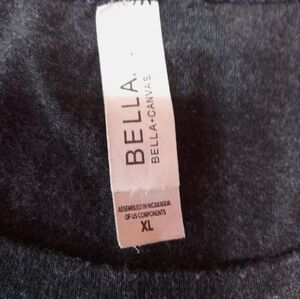 BELLA.
BELLA+CANVAS
ASSEMBLED IN NICARAGUA
OF US COMPONENTS
XL